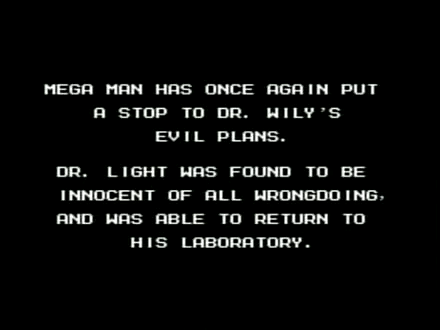 MEGA MAN HAS ONCE AGAIN PUT
A STOP TO DR. WILY'S
EVIL PLANS.
DR. LIGHT WAS FOUND TO BE
INNOCENT OF ALL WRONGDOING,
AND WAS ABLE TO RETURN TO
HIS LABORATORY.